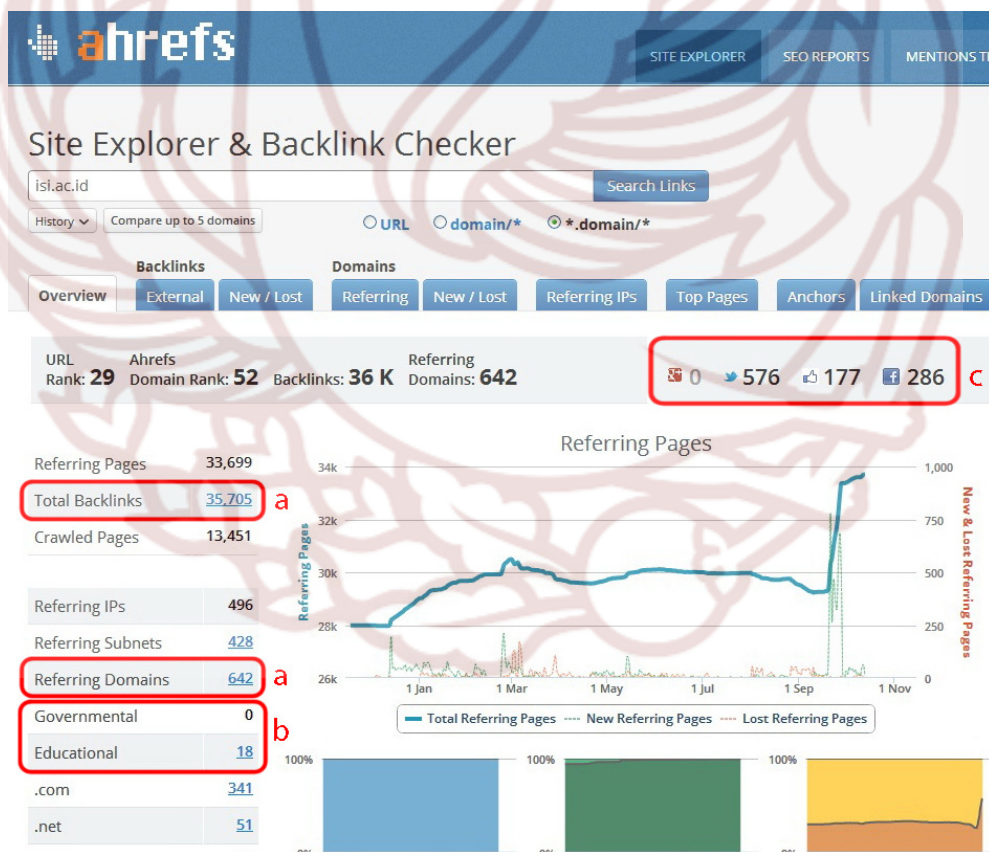 ahrefs
SITE EXPLORER SEO REPORTS MENTIONS
Site Explorer & Backlink Checker
isi.ac.id Search Links
History Compare up to 5 domains URL domain/* *.domain/*
Backlinks Domains
Overview External New / Lost Referring New / Lost Referring IPs Top Pages Anchors Linked Domains
URL Ahrefs Referring
Rank: 29 Domain Rank: 52 Backlinks: 36 K Domains: 642 0 576 177 286 c
Referring Pages
Referring Pages 33,699 34k 1,000
Total Backlinks 35,705 a
Crawled Pages 13,451 32k 750
30k 500
Referring IPs 496
Referring Subnets 428 28k 250
Referring Pages
New & Lost Referring Pages
Referring Domains 642 a 26k 0
1 Jan 1 Mar 1 May 1 Jul 1 Sep 1 Nov
Governmental 0 b
Total Referring Pages New Referring Pages Lost Referring Pages
Educational 18
100% 100% 100%
.com 341
.net 51
0% 0% 0%